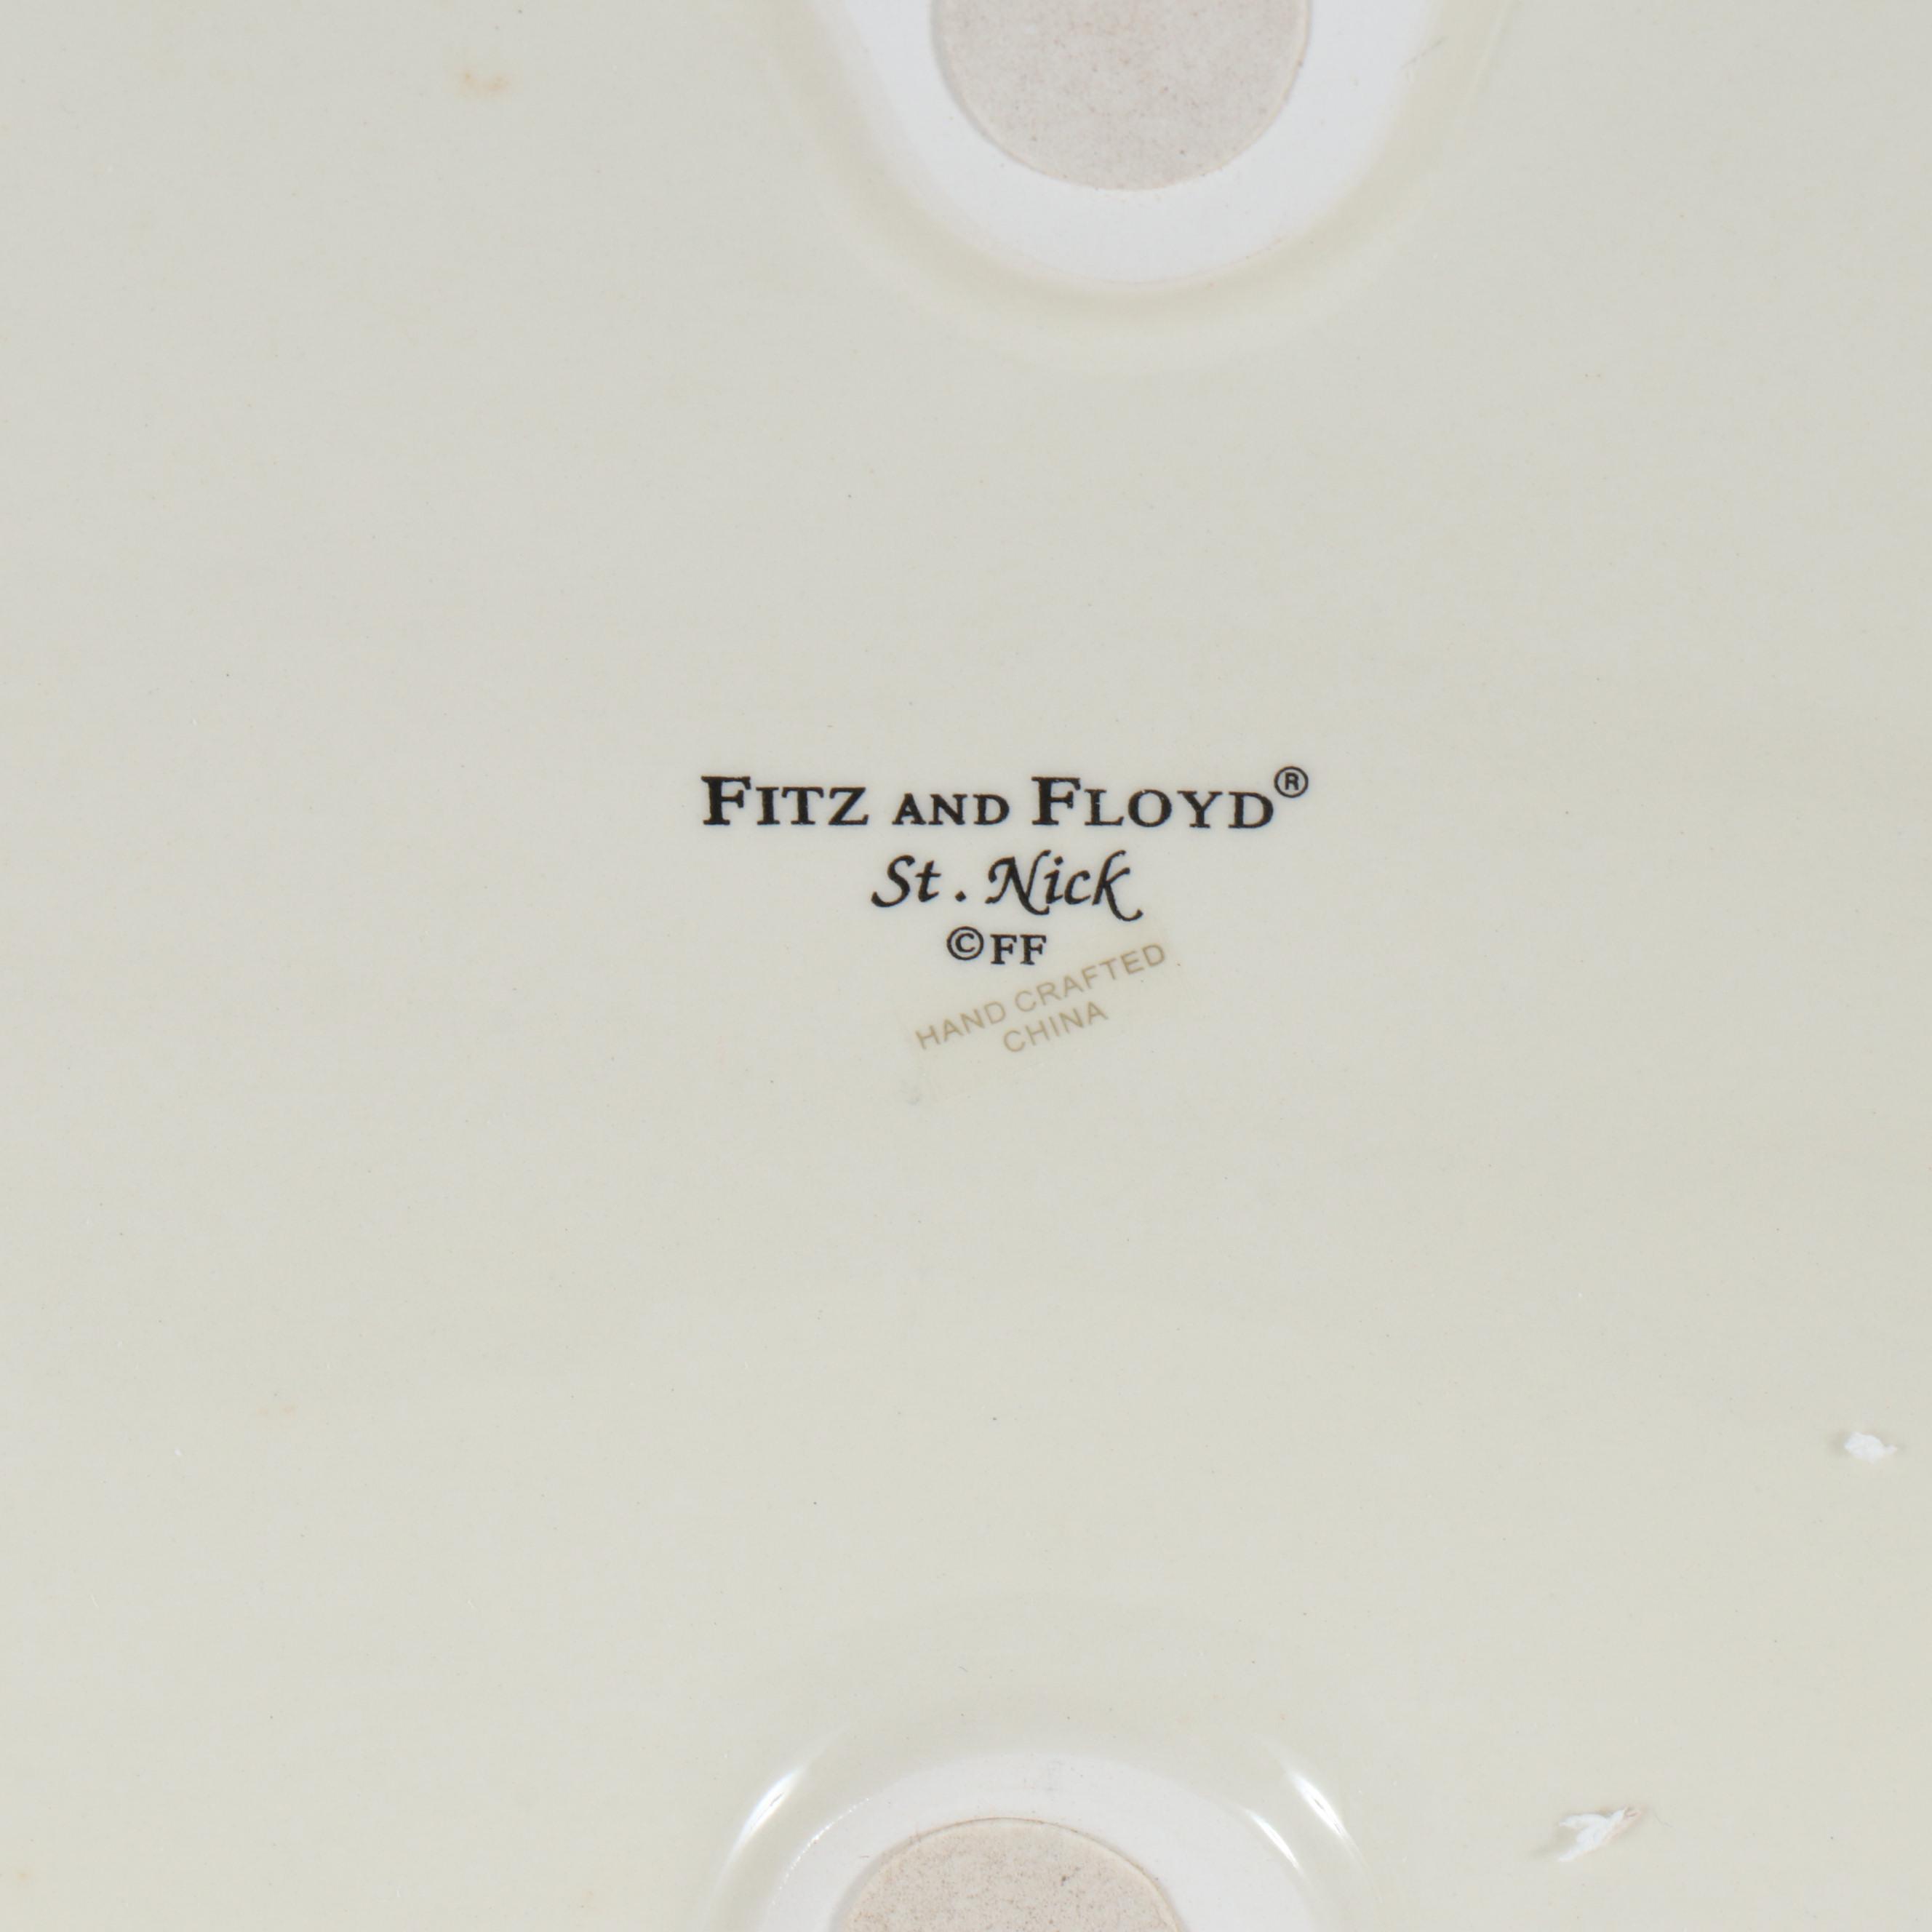 FITZ AND FLOYD®
St. Nick
©FF
HAND CRAFTED
CHINA